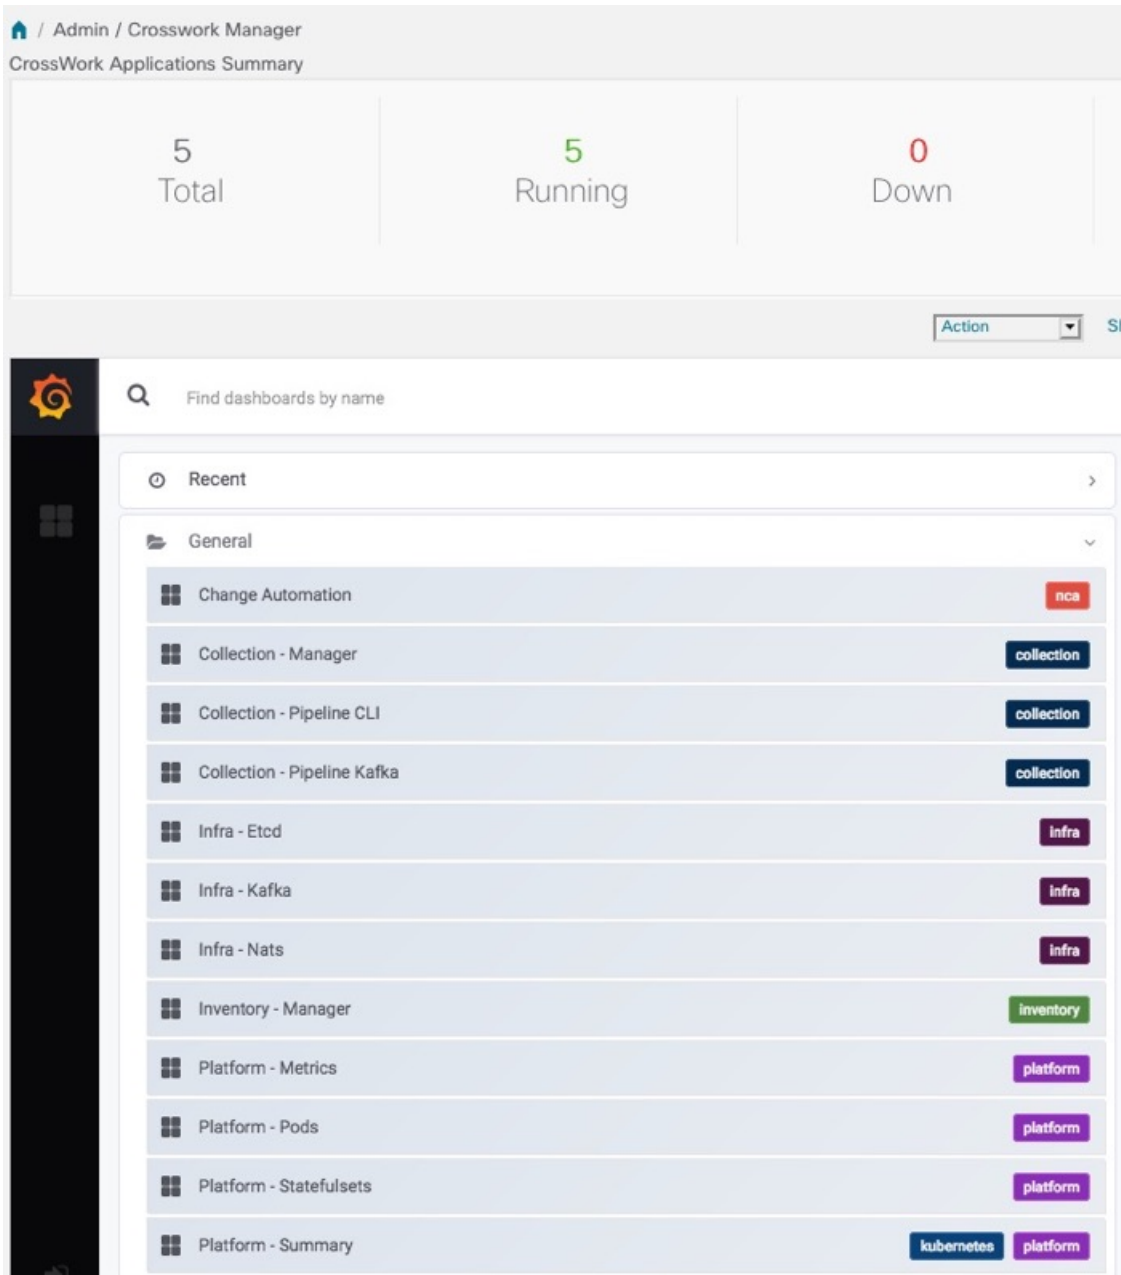 / Admin / Crosswork Manager
CrossWork Applications Summary
5 5 0
Total Running Down
Action
Find dashboards by name
Recent
General
Change Automation nca
Collection - Manager collection
Collection - Pipeline CLI collection
Collection - Pipeline Kafka collection
Infra - Etcd infra
Infra - Kafka infra
Infra - Nats infra
Inventory - Manager inventory
Platform - Metrics platform
Platform - Pods platform
Platform - Statefulsets platform
Platform - Summary kubernetes platform